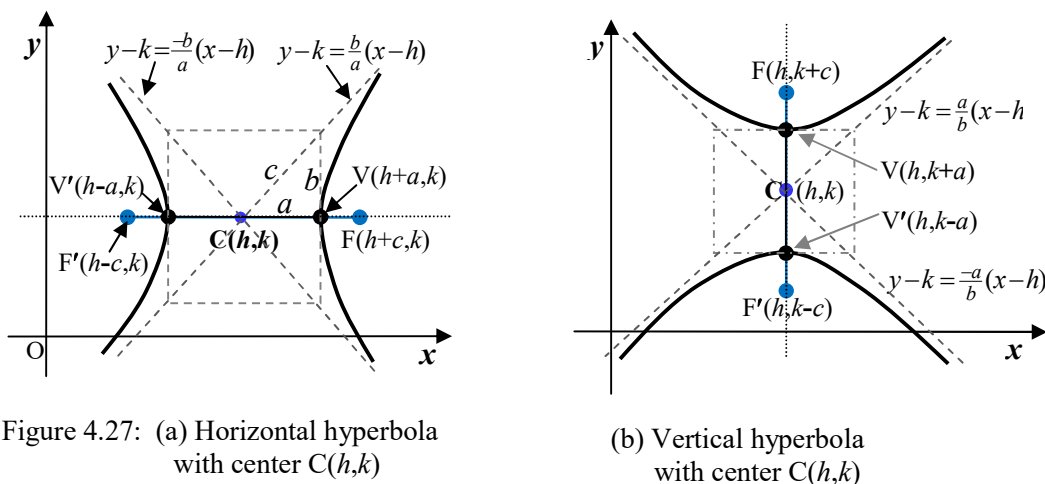 y
y−k = −b/a (x−h)
y−k = b/a (x−h)
c
b
a
V′(h-a,k)
V(h+a,k)
C(h,k)
F′(h-c,k)
F(h+c,k)
O
x
Figure 4.27: (a) Horizontal hyperbola
with center C(h,k)
y
F(h,k+c)
y−k = a/b (x−h
V(h,k+a)
C (h,k)
V′(h,k-a)
y−k = −a/b (x−h)
F′(h,k-c)
x
(b) Vertical hyperbola
with center C(h,k)